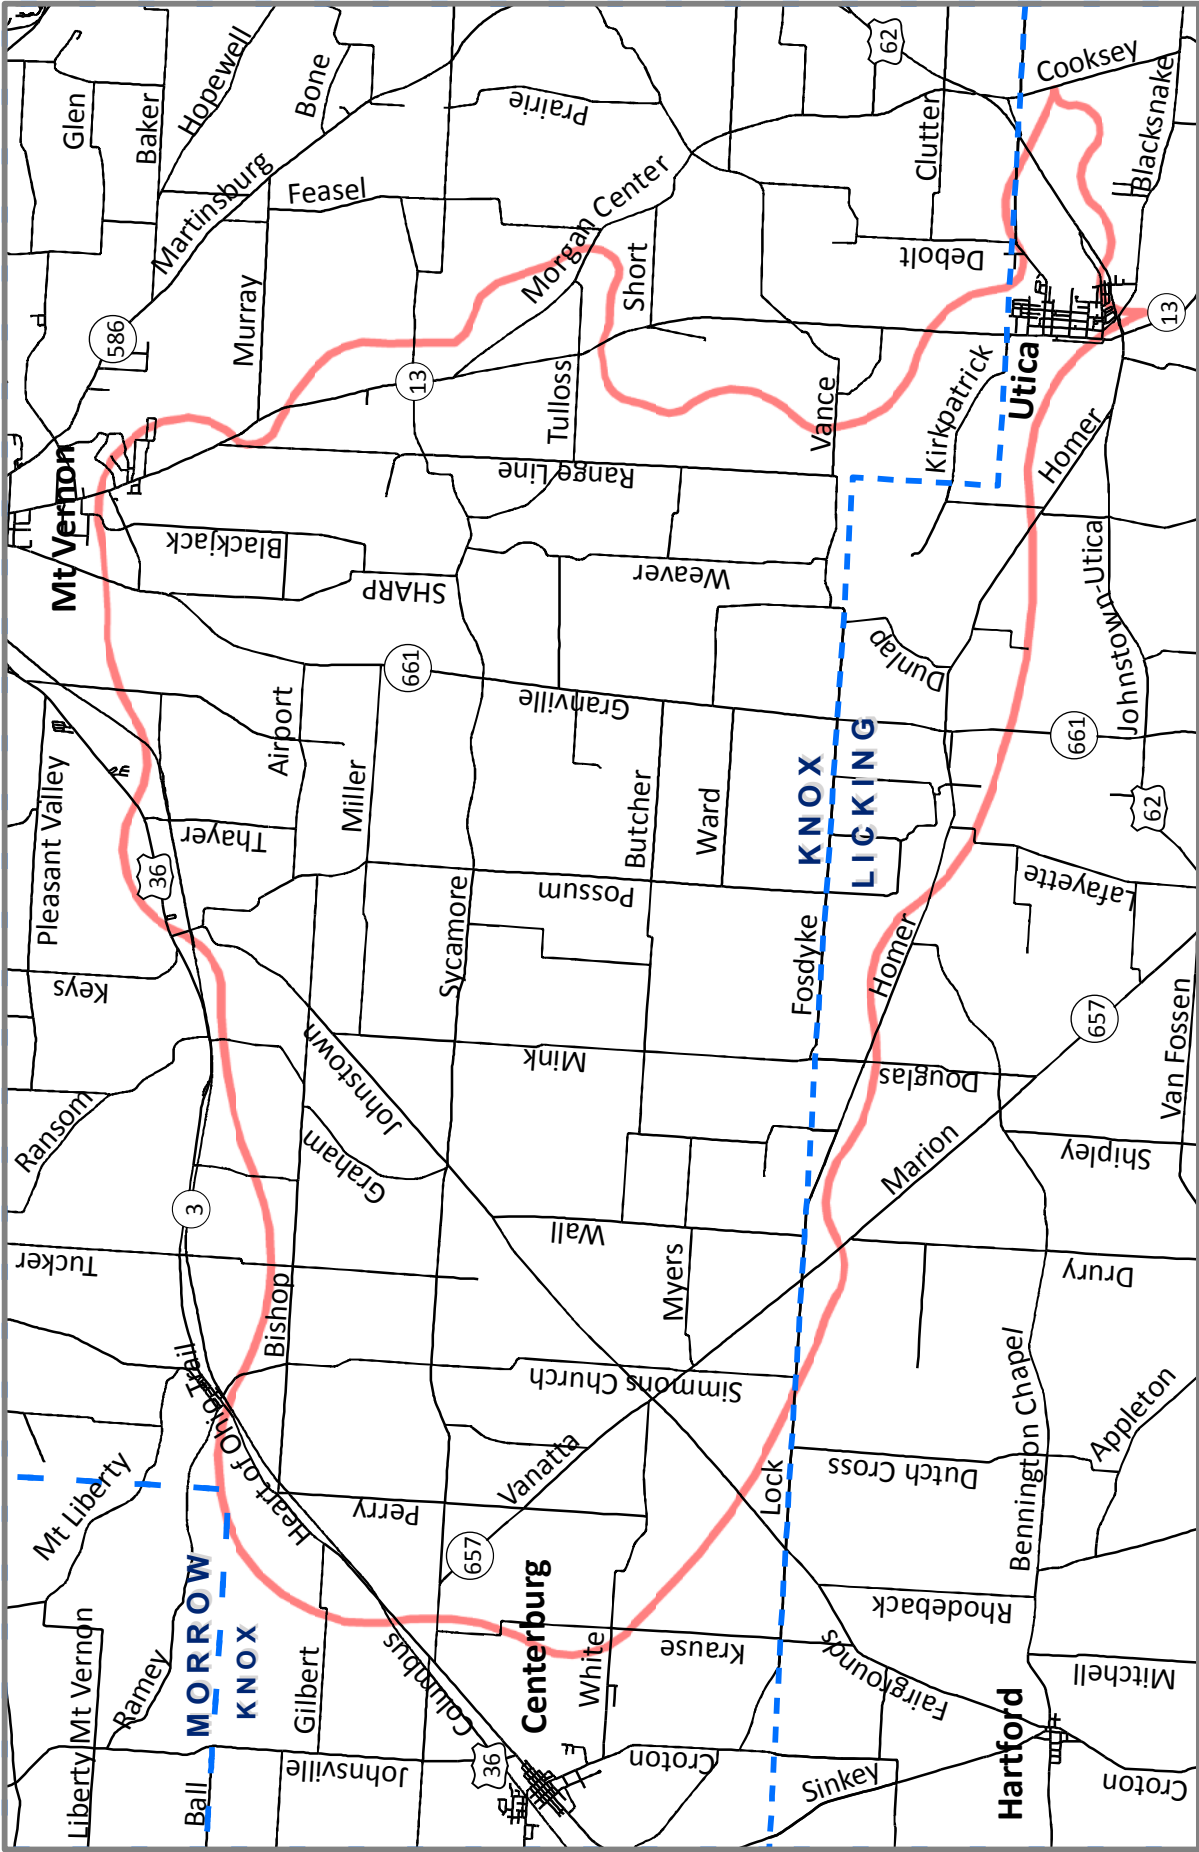 62
Cooksey
Hopewell
Bone
Glen
Baker
Prairie
Blacksnake
Clutter
Martinsburg
Feasel
Morgan Center
Debolt
Short
586
Murray
13
13
Utica
Tulloss
Vance
Kirkpatrick
Homer
Mt Vernon
Range Line
Blackjack
SHARP
Weaver
Johnstown-Utica
Dunlap
661
Granville
661
Airport
Miller
Pleasant Valley
Thayer
Butcher
Ward
KNOX
LICKING
62
36
Possum
Lafayette
Sycamore
Fosdyke
Homer
Keys
657
Van Fossen
Johnstown
Mink
Douglas
Ransom
Graham
Marion
Shipley
3
Wall
Tucker
Myers
Drury
Bishop
Simmons Church
Bennington Chapel
Appleton
Heart of Ohio Trail
Vanatta
Lock
Dutch Cross
Mt Liberty
Perry
657
MORROW
KNOX
Centerburg
Rhodeback
Liberty Mt Vernon
Ramey
Gilbert
Columbus
White
Krause
Fairgrounds
Mitchell
Hartford
36
Ball
Johnsville
Croton
Sinkey
Croton